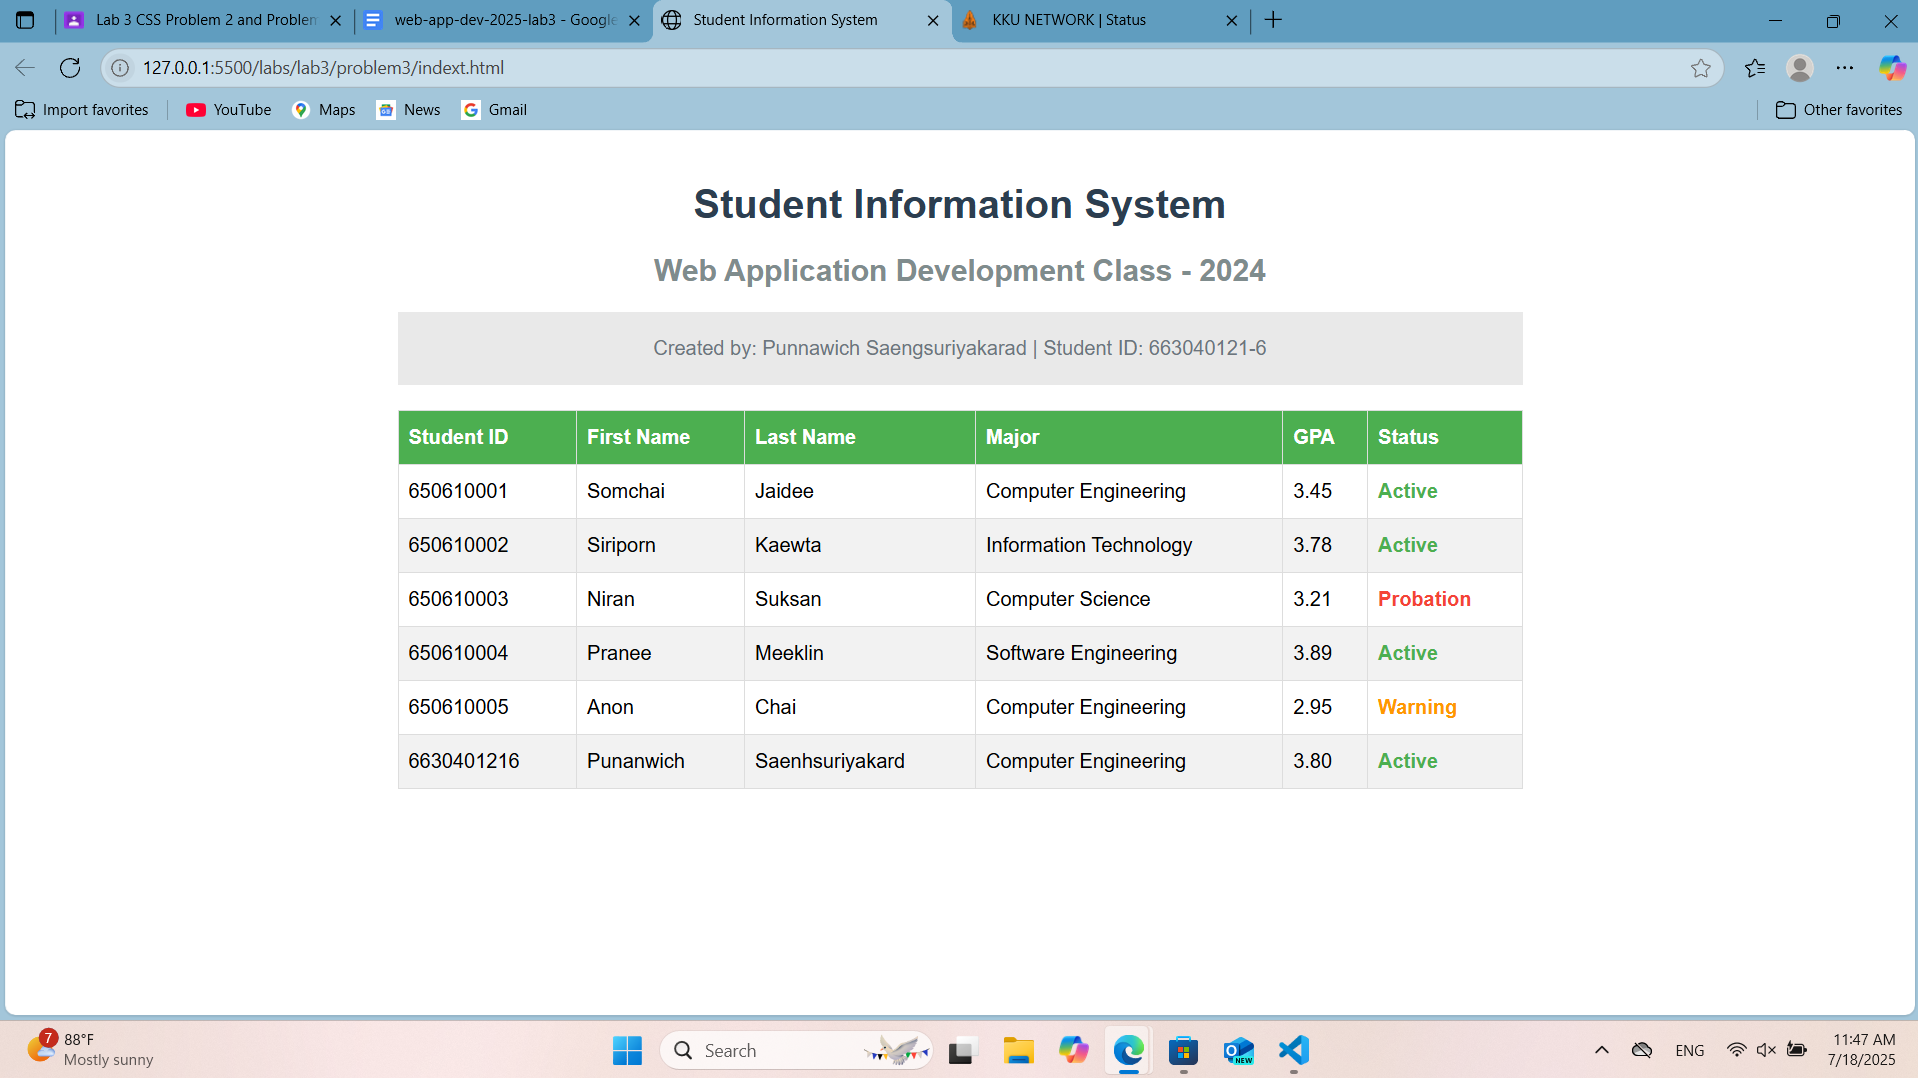 Lab 3 CSS Problem 2 and Problem
web-app-dev-2025-lab3 - Google
Student Information System
KKU NETWORK | Status
127.0.0.1:5500/labs/lab3/problem3/indext.html
Import favorites
YouTube
Maps
News
Gmail
Other favorites
Student Information System
Web Application Development Class - 2024
Created by: Punnawich Saengsuriyakarad | Student ID: 663040121-6
Student ID First Name Last Name Major GPA Status
650610001 Somchai Jaidee Computer Engineering 3.45 Active
650610002 Siriporn Kaewta Information Technology 3.78 Active
650610003 Niran Suksan Computer Science 3.21 Probation
650610004 Pranee Meeklin Software Engineering 3.89 Active
650610005 Anon Chai Computer Engineering 2.95 Warning
6630401216 Punanwich Saenhsuriyakard Computer Engineering 3.80 Active
7
88°F
Mostly sunny
Search
NEW
ENG
11:47 AM
7/18/2025